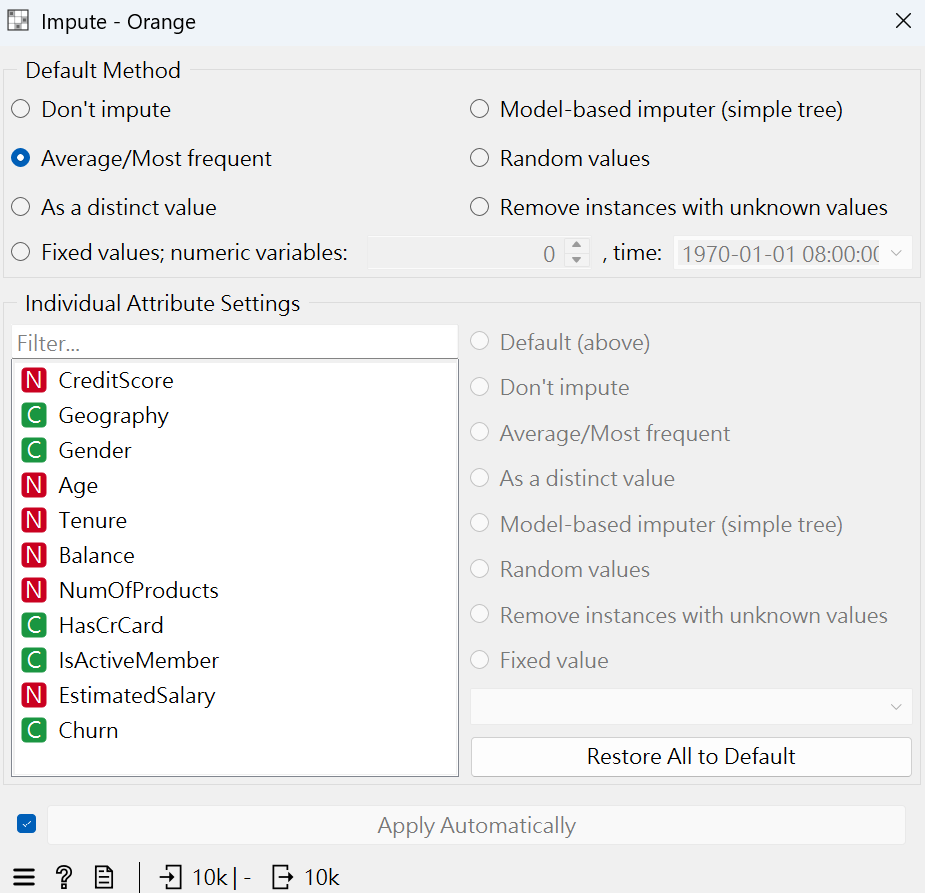 Impute - Orange
Default Method
Don't impute
Model-based imputer (simple tree)
Average/Most frequent
Random values
As a distinct value
Remove instances with unknown values
Fixed values; numeric variables: 0 , time: 1970-01-01 08:00:00
Individual Attribute Settings
Filter...
N CreditScore
C Geography
C Gender
N Age
N Tenure
N Balance
N NumOfProducts
C HasCrCard
C IsActiveMember
N EstimatedSalary
C Churn
Default (above)
Don't impute
Average/Most frequent
As a distinct value
Model-based imputer (simple tree)
Random values
Remove instances with unknown values
Fixed value
Restore All to Default
Apply Automatically
? 10k | - 10k